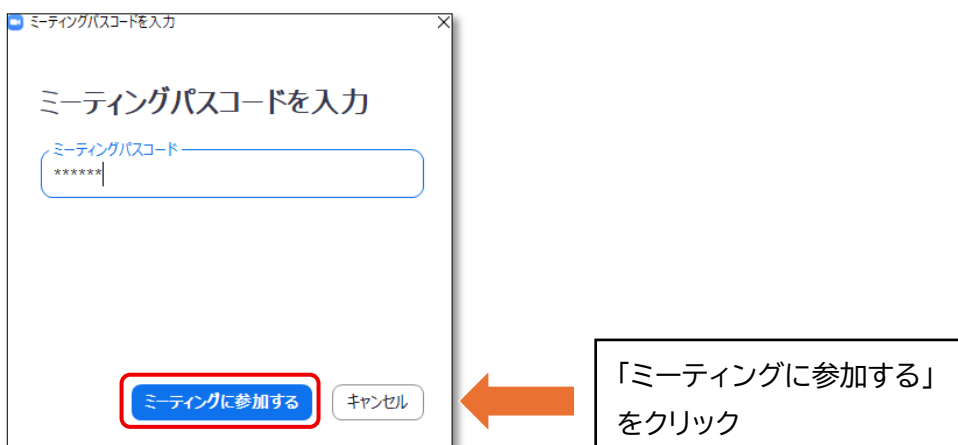 ミーティングパスコードを入力
ミーティングパスコードを入力
ミーティングパスコード
******
ミーティングに参加する
キャンセル
「ミーティングに参加する」
をクリック